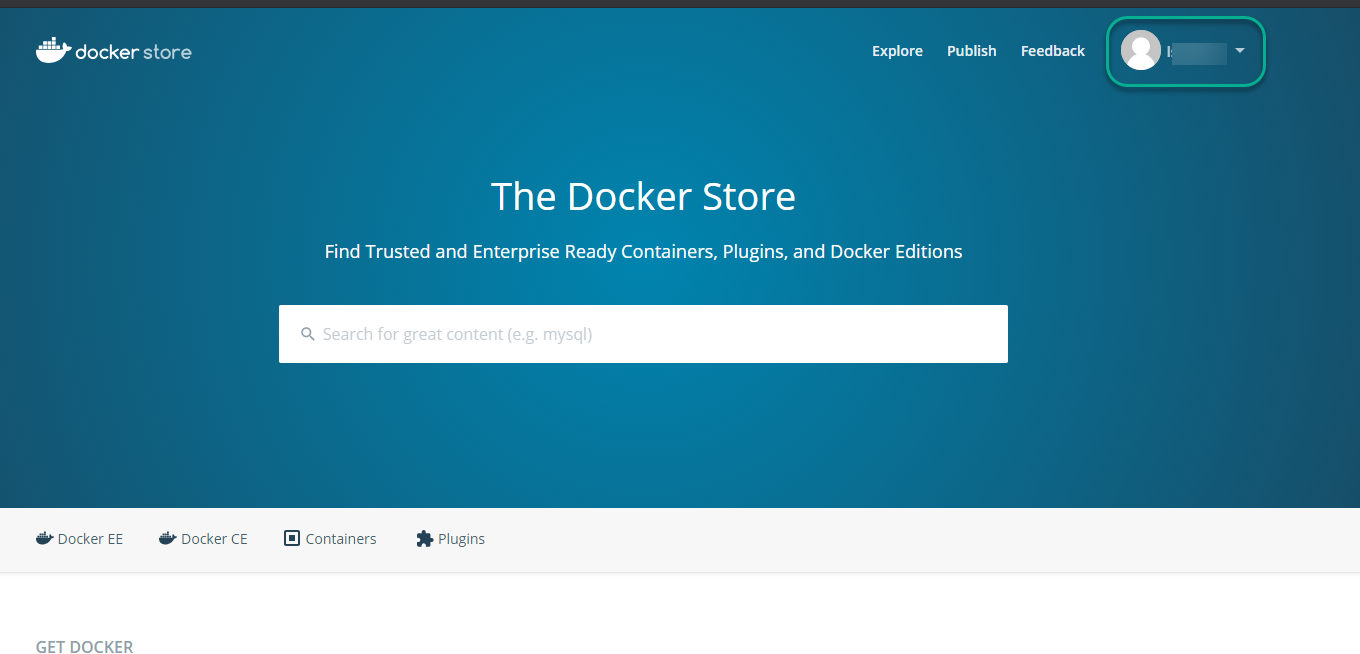 docker store
Explore
Publish
Feedback
The Docker Store
Find Trusted and Enterprise Ready Containers, Plugins, and Docker Editions
Search for great content (e.g. mysql)
Docker EE
Docker CE
Containers
Plugins
GET DOCKER